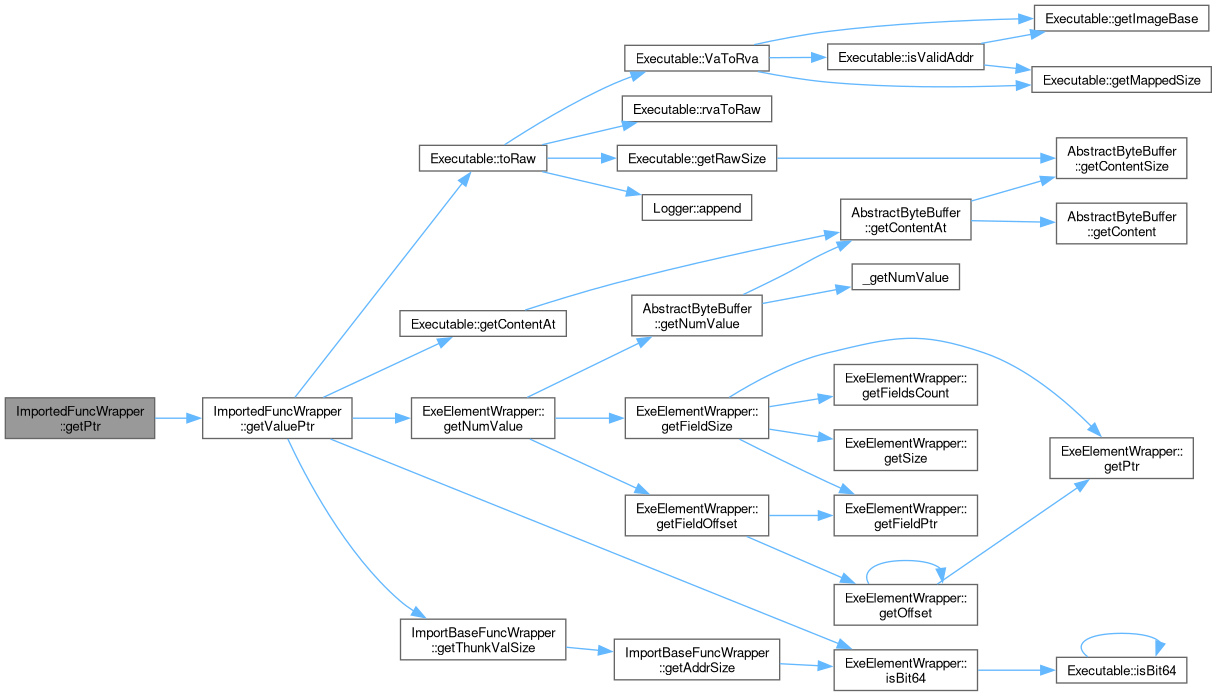 ImportedFuncWrapper
::getPtr
ImportedFuncWrapper
::getValuePtr
Executable::toRaw
Executable::VaToRva
Executable::getImageBase
Executable::isValidAddr
Executable::getMappedSize
Executable::rvaToRaw
Executable::getRawSize
AbstractByteBuffer
::getContentSize
Logger::append
AbstractByteBuffer
::getContentAt
AbstractByteBuffer
::getContent
Executable::getContentAt
AbstractByteBuffer
::getNumValue
_getNumValue
ExeElementWrapper::
getNumValue
ExeElementWrapper::
getFieldSize
ExeElementWrapper::
getFieldsCount
ExeElementWrapper::
getSize
ExeElementWrapper::
getPtr
ExeElementWrapper::
getFieldOffset
ExeElementWrapper::
getFieldPtr
ExeElementWrapper::
getOffset
ImportBaseFuncWrapper
::getThunkValSize
ImportBaseFuncWrapper
::getAddrSize
ExeElementWrapper::
isBit64
Executable::isBit64